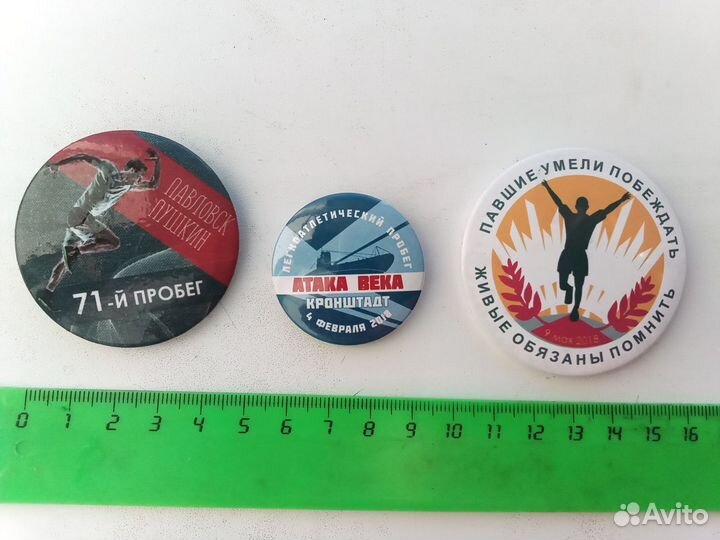 ПАВЛОВСК
ПУШКИН
71-Й ПРОБЕГ
ЛЕГКОАТЛЕТИЧЕСКИЙ ПРОБЕГ
АТАКА ВЕКА
КРОНШТАДТ
4 ФЕВРАЛЯ 2018
ПАВШИЕ УМЕЛИ ПОБЕЖДАТЬ
9 мая 2018
ЖИВЫЕ ОБЯЗАНЫ ПОМНИТЬ
0 1 2 3 4 5 6 7 8 9 10 11 12 13 14 15 16
Avito